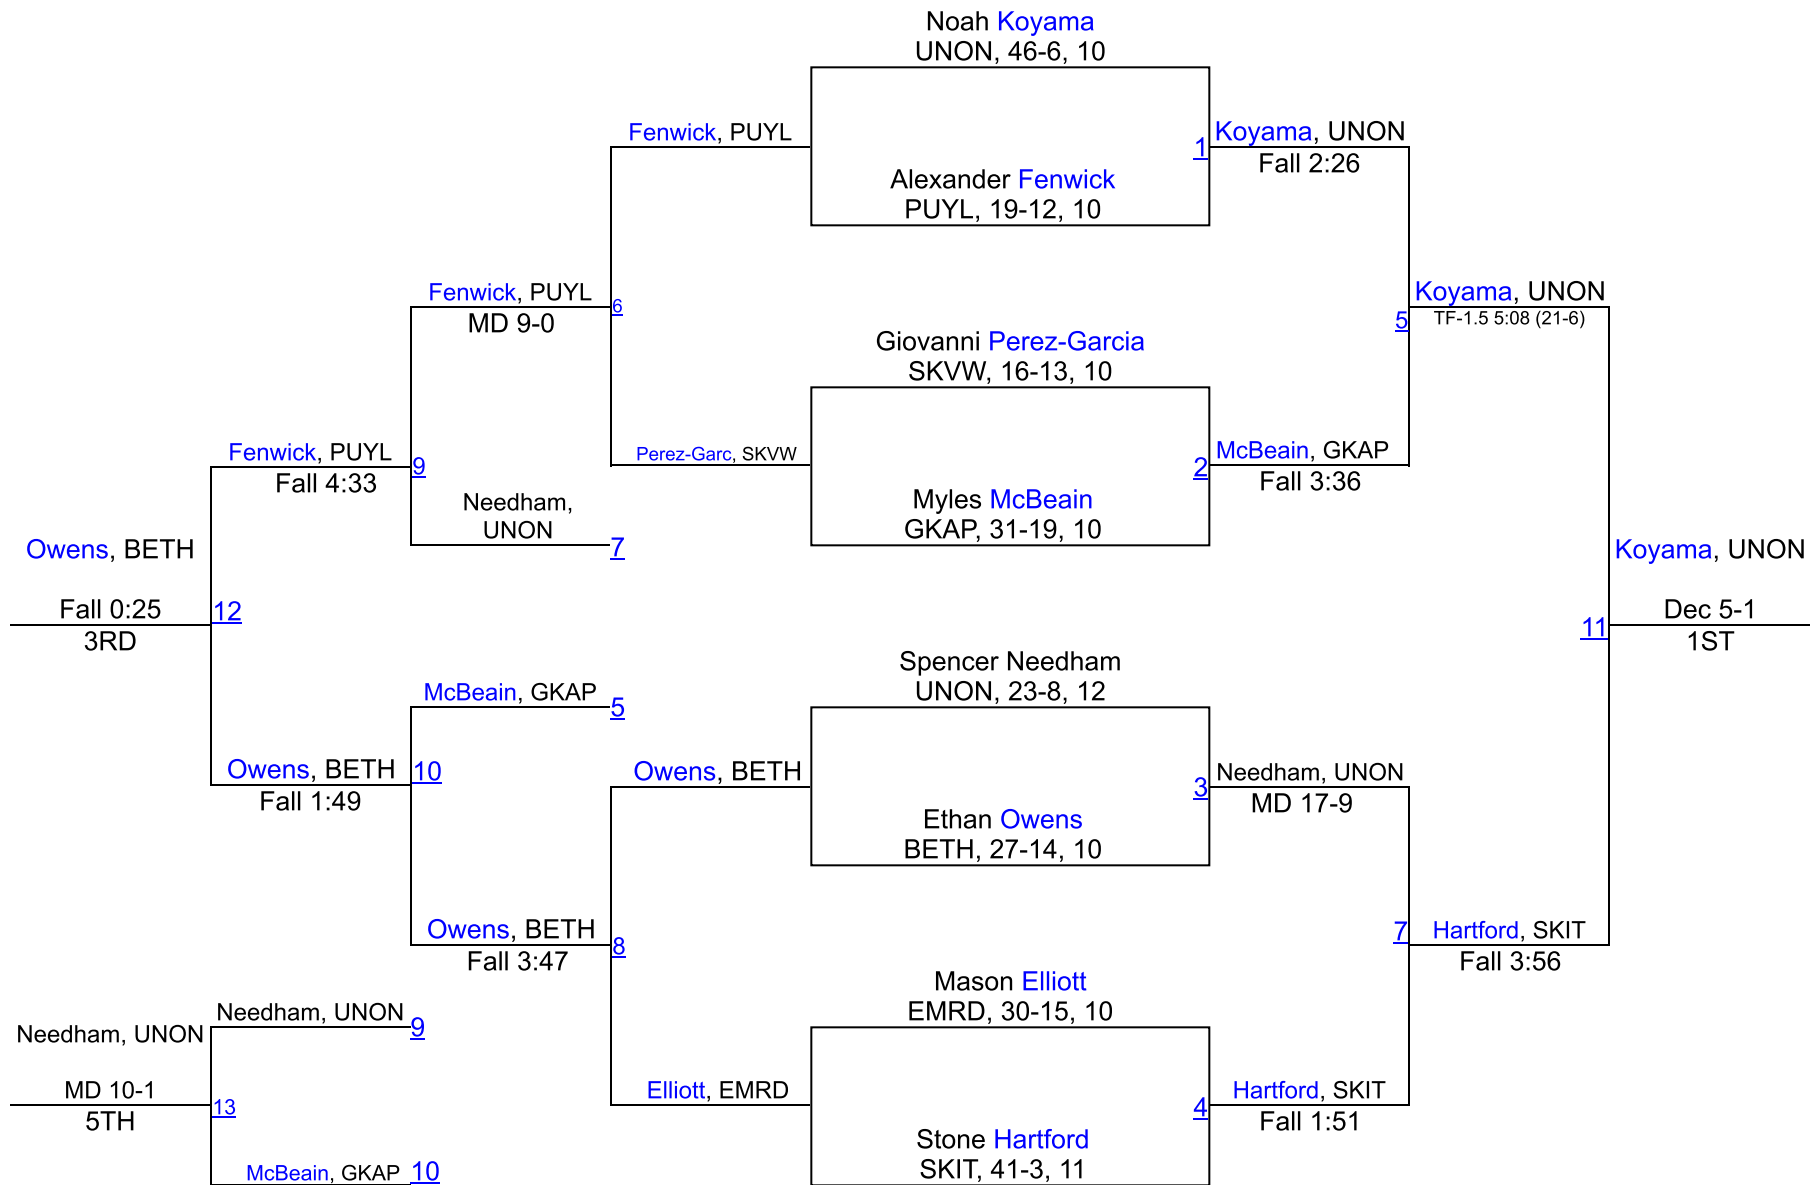 Noah Koyama
UNON, 46-6, 10
Fenwick, PUYL
1
Koyama, UNON
Fall 2:26
Alexander Fenwick
PUYL, 19-12, 10
Fenwick, PUYL
MD 9-0
6
Koyama, UNON
5
TF-1.5 5:08 (21-6)
Giovanni Perez-Garcia
SKVW, 16-13, 10
Fenwick, PUYL
Fall 4:33
9
Perez-Garc, SKVW
2
McBeain, GKAP
Fall 3:36
Needham,
UNON
7
Myles McBeain
GKAP, 31-19, 10
Owens, BETH
Fall 0:25
3RD
12
Koyama, UNON
11
Dec 5-1
1ST
Spencer Needham
UNON, 23-8, 12
McBeain, GKAP
5
Owens, BETH
Fall 1:49
10
Owens, BETH
3
Needham, UNON
MD 17-9
Ethan Owens
BETH, 27-14, 10
Owens, BETH
Fall 3:47
8
7
Hartford, SKIT
Fall 3:56
Mason Elliott
EMRD, 30-15, 10
Needham, UNON
9
Needham, UNON
MD 10-1
5TH
13
Elliott, EMRD
4
Hartford, SKIT
Fall 1:51
Stone Hartford
SKIT, 41-3, 11
McBeain, GKAP
10